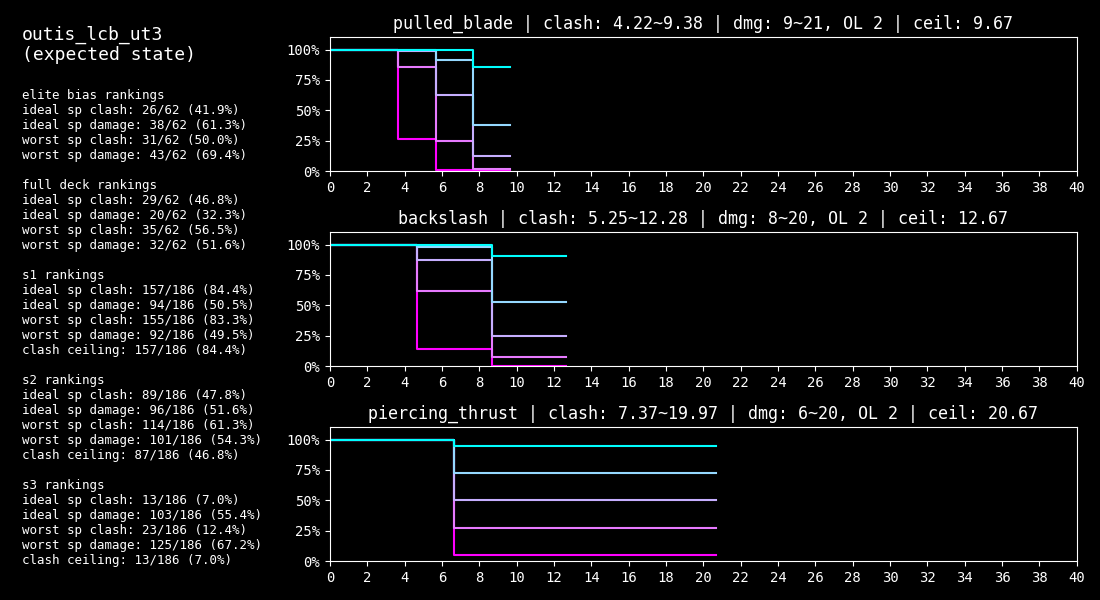 outis_lcb_ut3
(expected state)
elite bias rankings
ideal sp clash: 26/62 (41.9%)
ideal sp damage: 38/62 (61.3%)
worst sp clash: 31/62 (50.0%)
worst sp damage: 43/62 (69.4%)
full deck rankings
ideal sp clash: 29/62 (46.8%)
ideal sp damage: 20/62 (32.3%)
worst sp clash: 35/62 (56.5%)
worst sp damage: 32/62 (51.6%)
s1 rankings
ideal sp clash: 157/186 (84.4%)
ideal sp damage: 94/186 (50.5%)
worst sp clash: 155/186 (83.3%)
worst sp damage: 92/186 (49.5%)
clash ceiling: 157/186 (84.4%)
s2 rankings
ideal sp clash: 89/186 (47.8%)
ideal sp damage: 96/186 (51.6%)
worst sp clash: 114/186 (61.3%)
worst sp damage: 101/186 (54.3%)
clash ceiling: 87/186 (46.8%)
s3 rankings
ideal sp clash: 13/186 (7.0%)
ideal sp damage: 103/186 (55.4%)
worst sp clash: 23/186 (12.4%)
worst sp damage: 125/186 (67.2%)
clash ceiling: 13/186 (7.0%)
pulled_blade | clash: 4.22~9.38 | dmg: 9~21, OL 2 | ceil: 9.67
100%
75%
50%
25%
0%
0 2 4 6 8 10 12 14 16 18 20 22 24 26 28 30 32 34 36 38 40
backslash | clash: 5.25~12.28 | dmg: 8~20, OL 2 | ceil: 12.67
100%
75%
50%
25%
0%
0 2 4 6 8 10 12 14 16 18 20 22 24 26 28 30 32 34 36 38 40
piercing_thrust | clash: 7.37~19.97 | dmg: 6~20, OL 2 | ceil: 20.67
100%
75%
50%
25%
0%
0 2 4 6 8 10 12 14 16 18 20 22 24 26 28 30 32 34 36 38 40